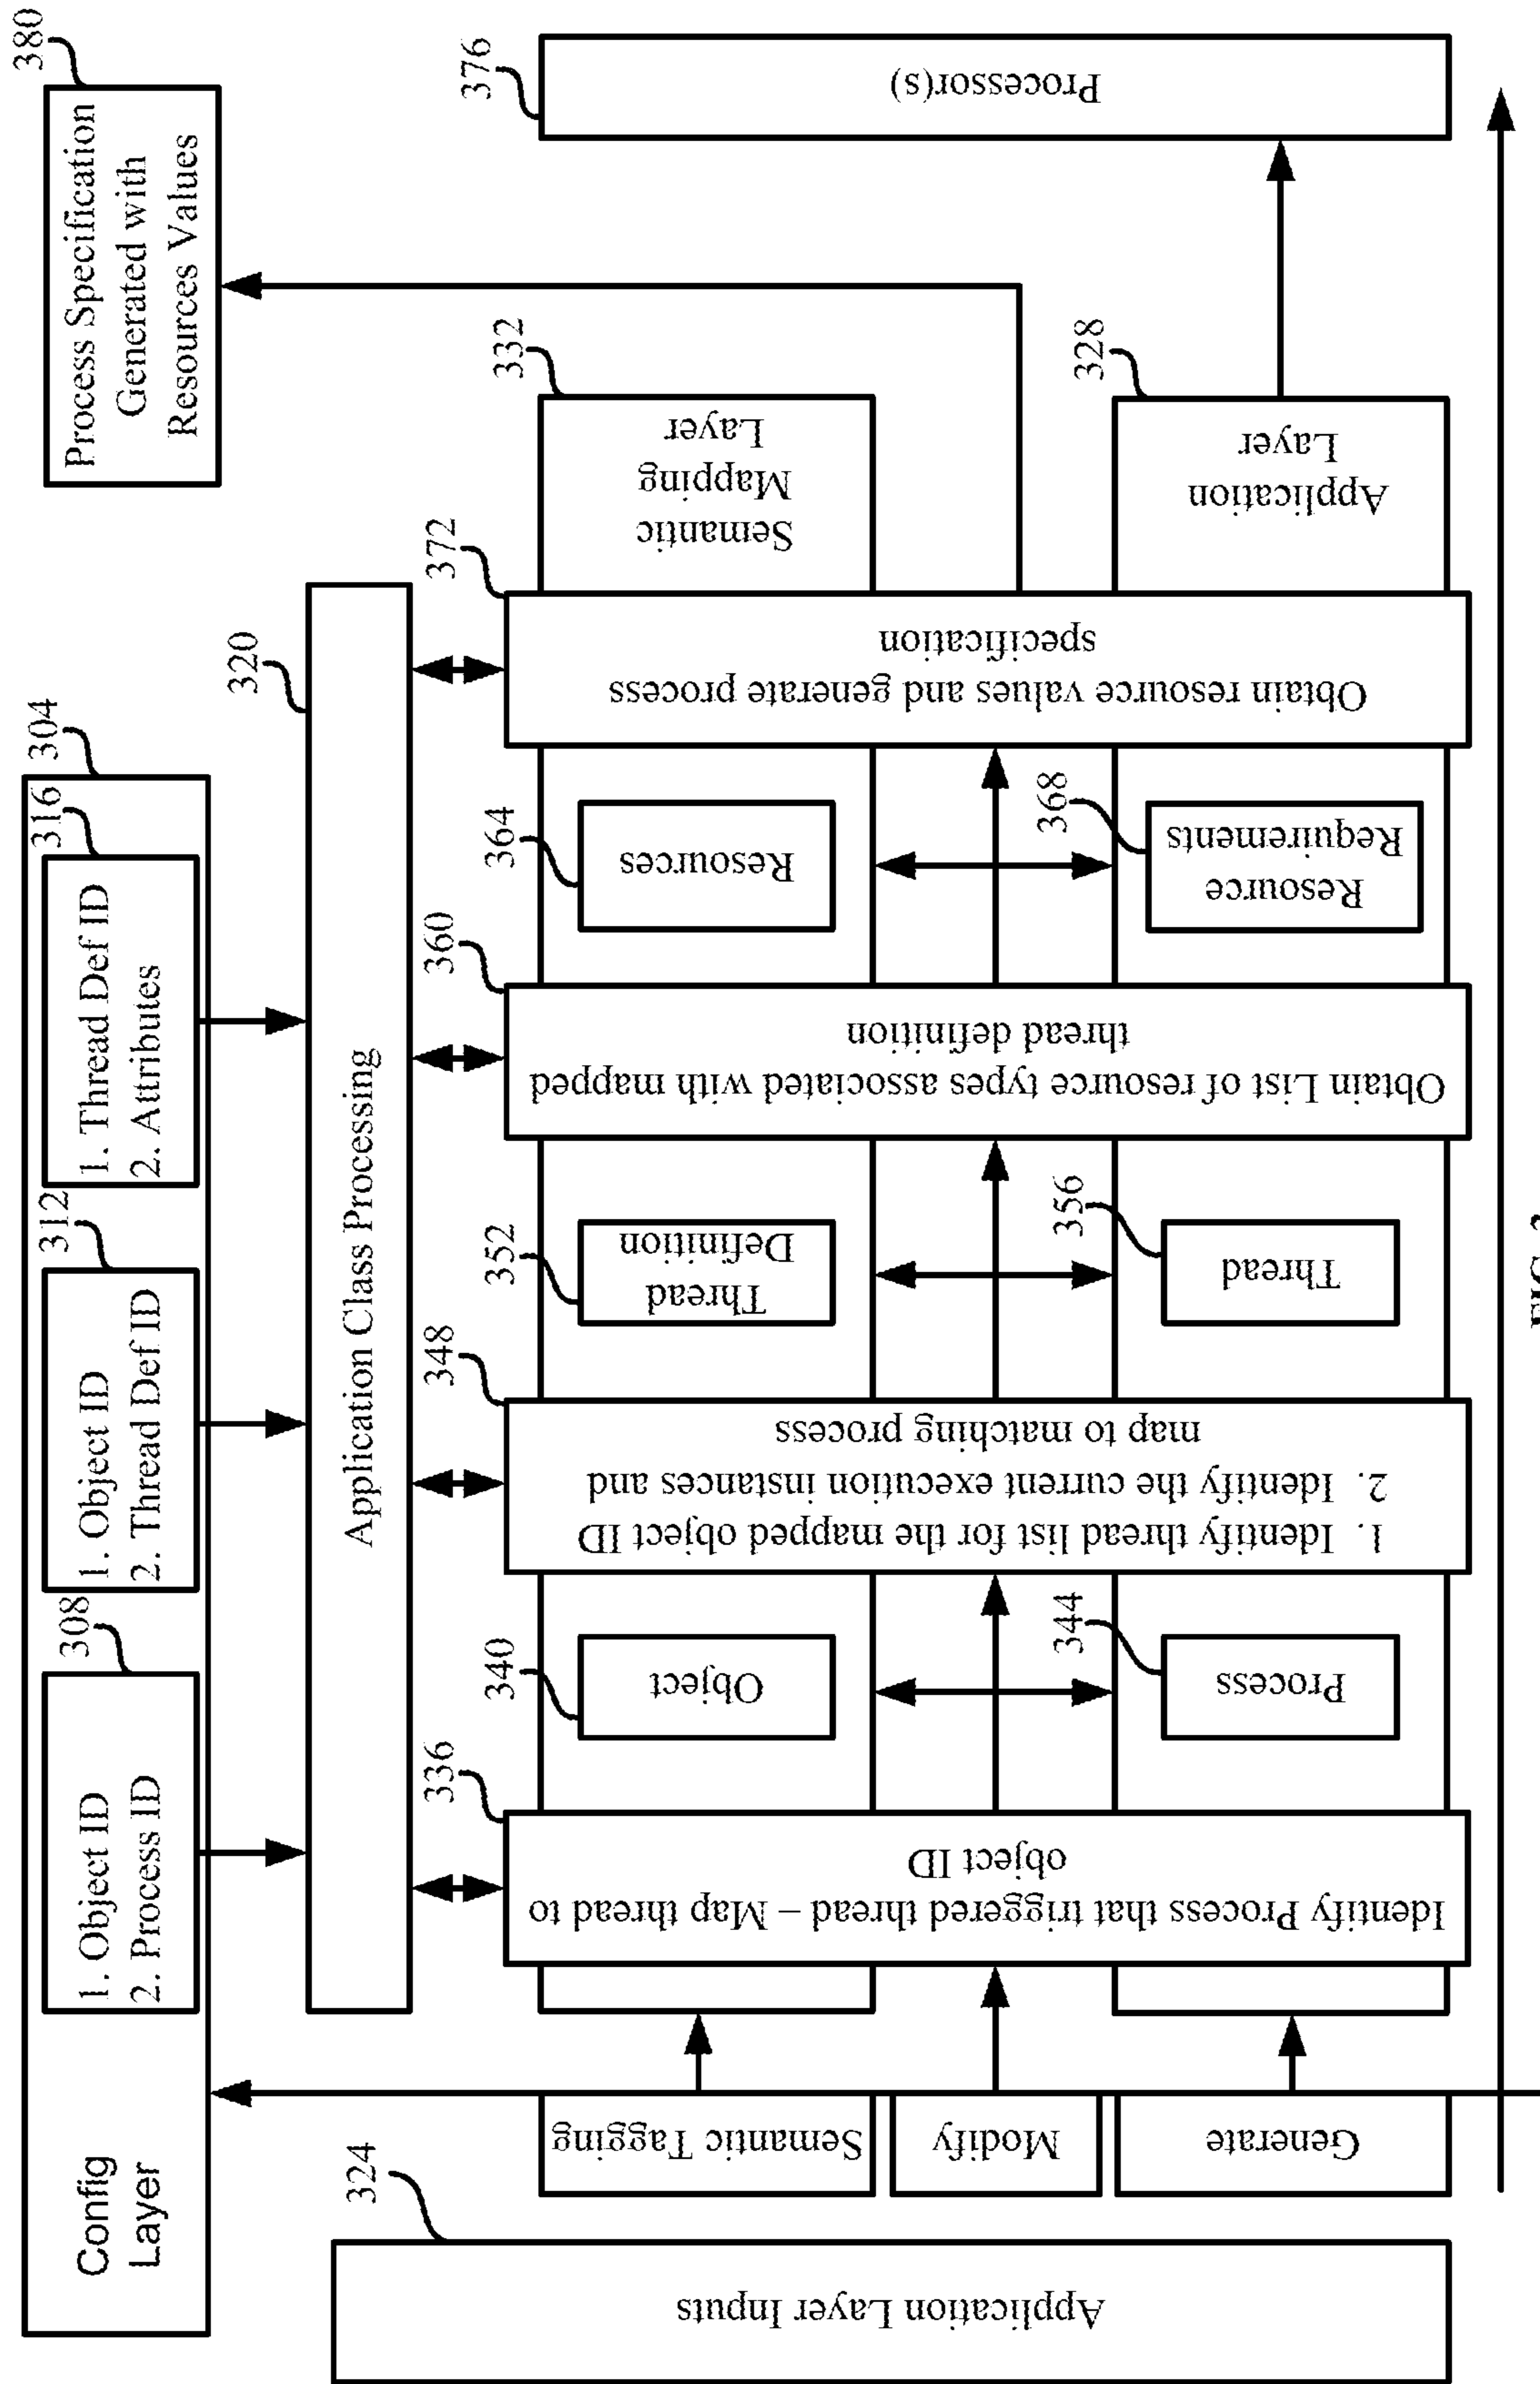 Config
Layer
304
308
1. Object ID
2. Process ID
312
1. Object ID
2. Thread Def ID
316
1. Thread Def ID
2. Attributes
380
Process Specification
Generated with
Resources Values
320
Application Class Processing
324
Application Layer Inputs
Semantic Tagging
Modify
Generate
336
Identify Process that triggered thread – Map thread to
object ID
340
Object
344
Process
348
1. Identify thread list for the mapped object ID
2. Identify the current execution instances and
map to matching process
352
Thread
Definition
356
Thread
360
Obtain List of resource types associated with mapped
thread definition
364
Resources
368
Resource
Requirements
372
Obtain resource values and generate process
specification
332
Semantic
Mapping
Layer
328
Application
Layer
376
Processor(s)